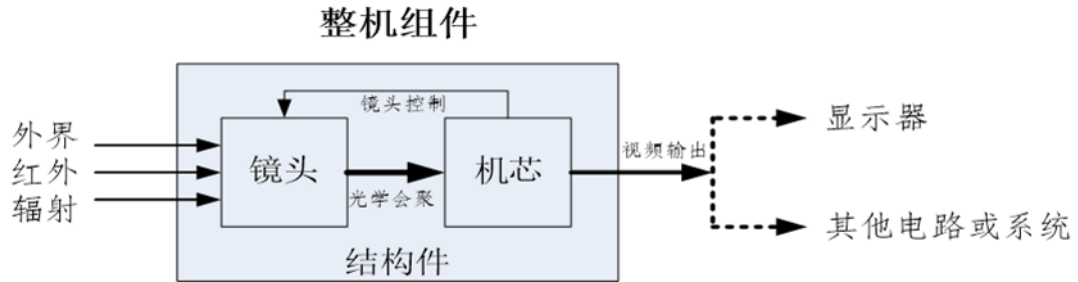 整机组件
镜头控制
外界
红外
辐射
镜头
光学会聚
机芯
视频输出
显示器
其他电路或系统
结构件